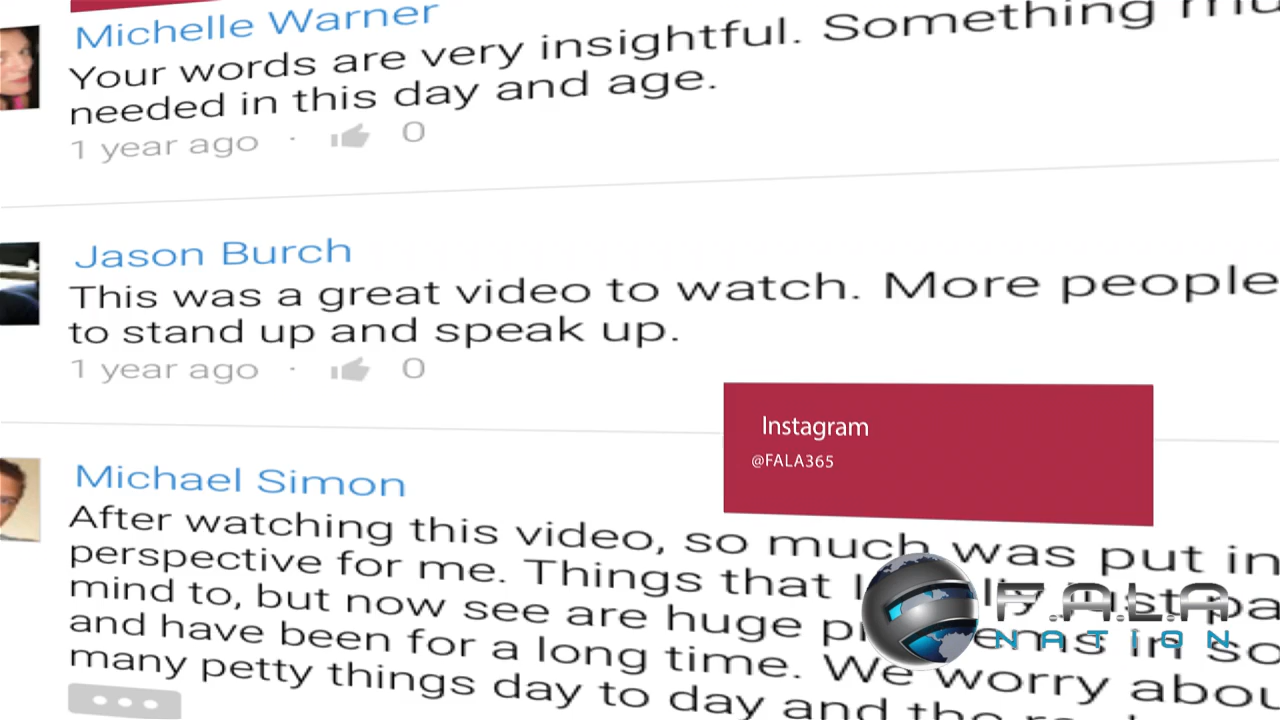 Michelle Warner
Your words are very insightful. Something
needed in this day and age.
1 year ago · 0
Jason Burch
This was a great video to watch. More people
to stand up and speak up.
1 year ago · 0
Instagram
@FALA365
Michael Simon
After watching this video, so much was put in
perspective for me. Things that
mind to, but now see are huge in
and have been for a long time. We worry
many petty things day to day and the
F.A.L.A
NATION